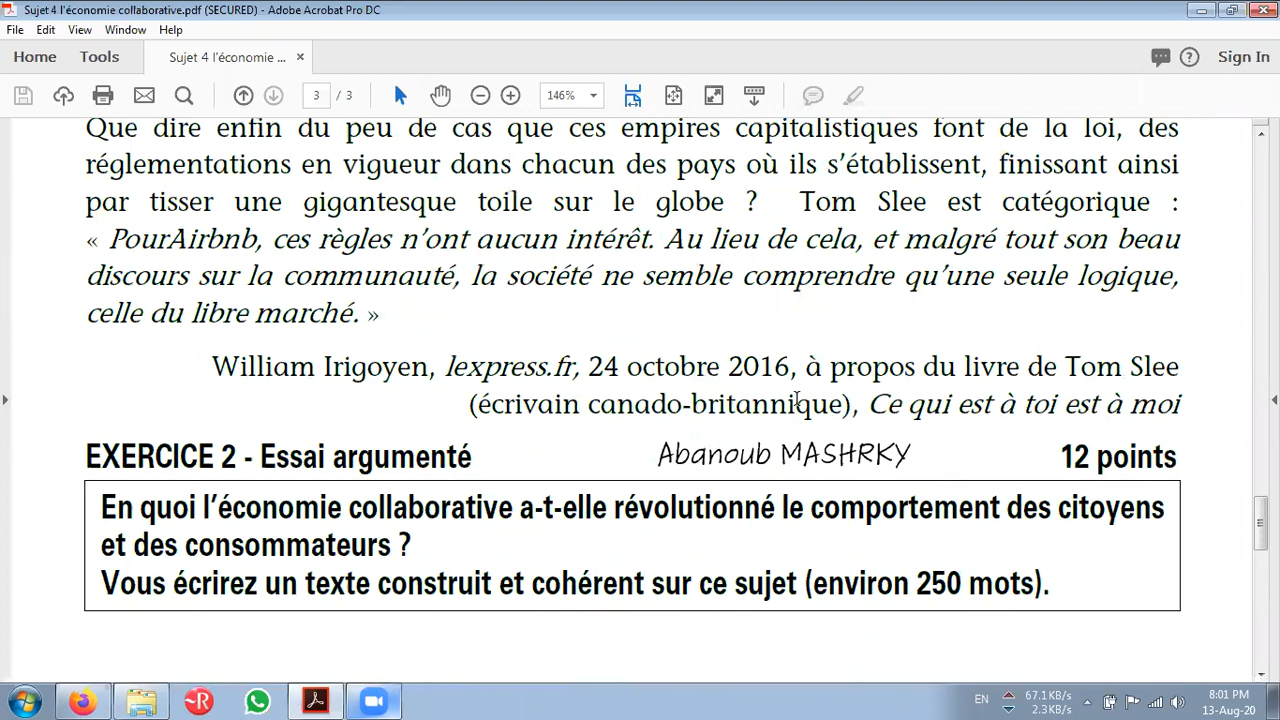 Sujet 4 l'économie collaborative.pdf (SECURED) - Adobe Acrobat Pro DC
File Edit View Window Help
Home Tools Sujet 4 l'économie ... × Sign In
3 / 3 146%
Que dire enfin du peu de cas que ces empires capitalistiques font de la loi, des
réglementations en vigueur dans chacun des pays où ils s'établissent, finissant ainsi
par tisser une gigantesque toile sur le globe ? Tom Slee est catégorique :
« PourAirbnb, ces règles n'ont aucun intérêt. Au lieu de cela, et malgré tout son beau
discours sur la communauté, la société ne semble comprendre qu'une seule logique,
celle du libre marché. »
William Irigoyen, lexpress.fr, 24 octobre 2016, à propos du livre de Tom Slee
(écrivain canado-britannique), Ce qui est à toi est à moi
EXERCICE 2 - Essai argumenté Abanoub MASHRKY 12 points
En quoi l'économie collaborative a-t-elle révolutionné le comportement des citoyens
et des consommateurs ?
Vous écrirez un texte construit et cohérent sur ce sujet (environ 250 mots).
EN 67.1KB/s 8:01 PM
2.3KB/s 13-Aug-20